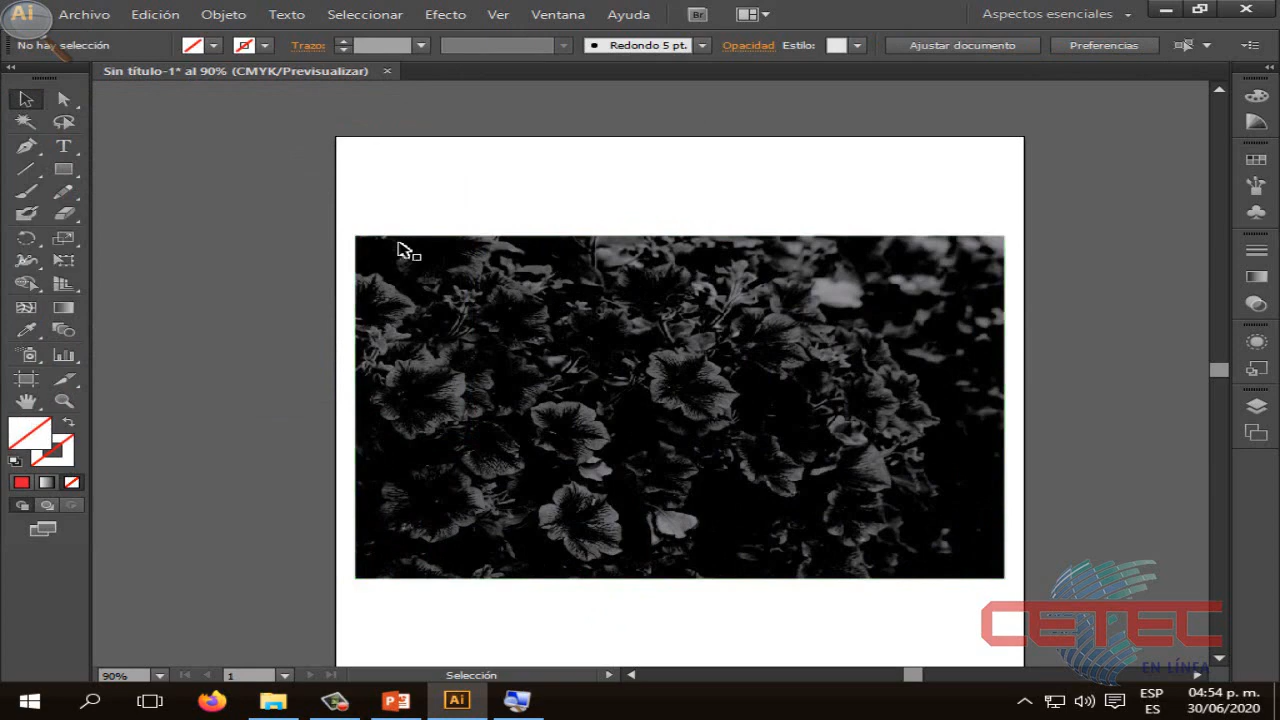 Ai Archivo Edición Objeto Texto Seleccionar Efecto Ver Ventana Ayuda Br Aspectos esenciales
No hay selección Trazo: Redondo 5 pt. Opacidad Estilo: Ajustar documento Preferencias
Sin título-1* al 90% (CMYK/Previsualizar)
CETEC
EN LÍNEA
90% 1 Selección
Ai ESP 04:54 p. m.
ES 30/06/2020